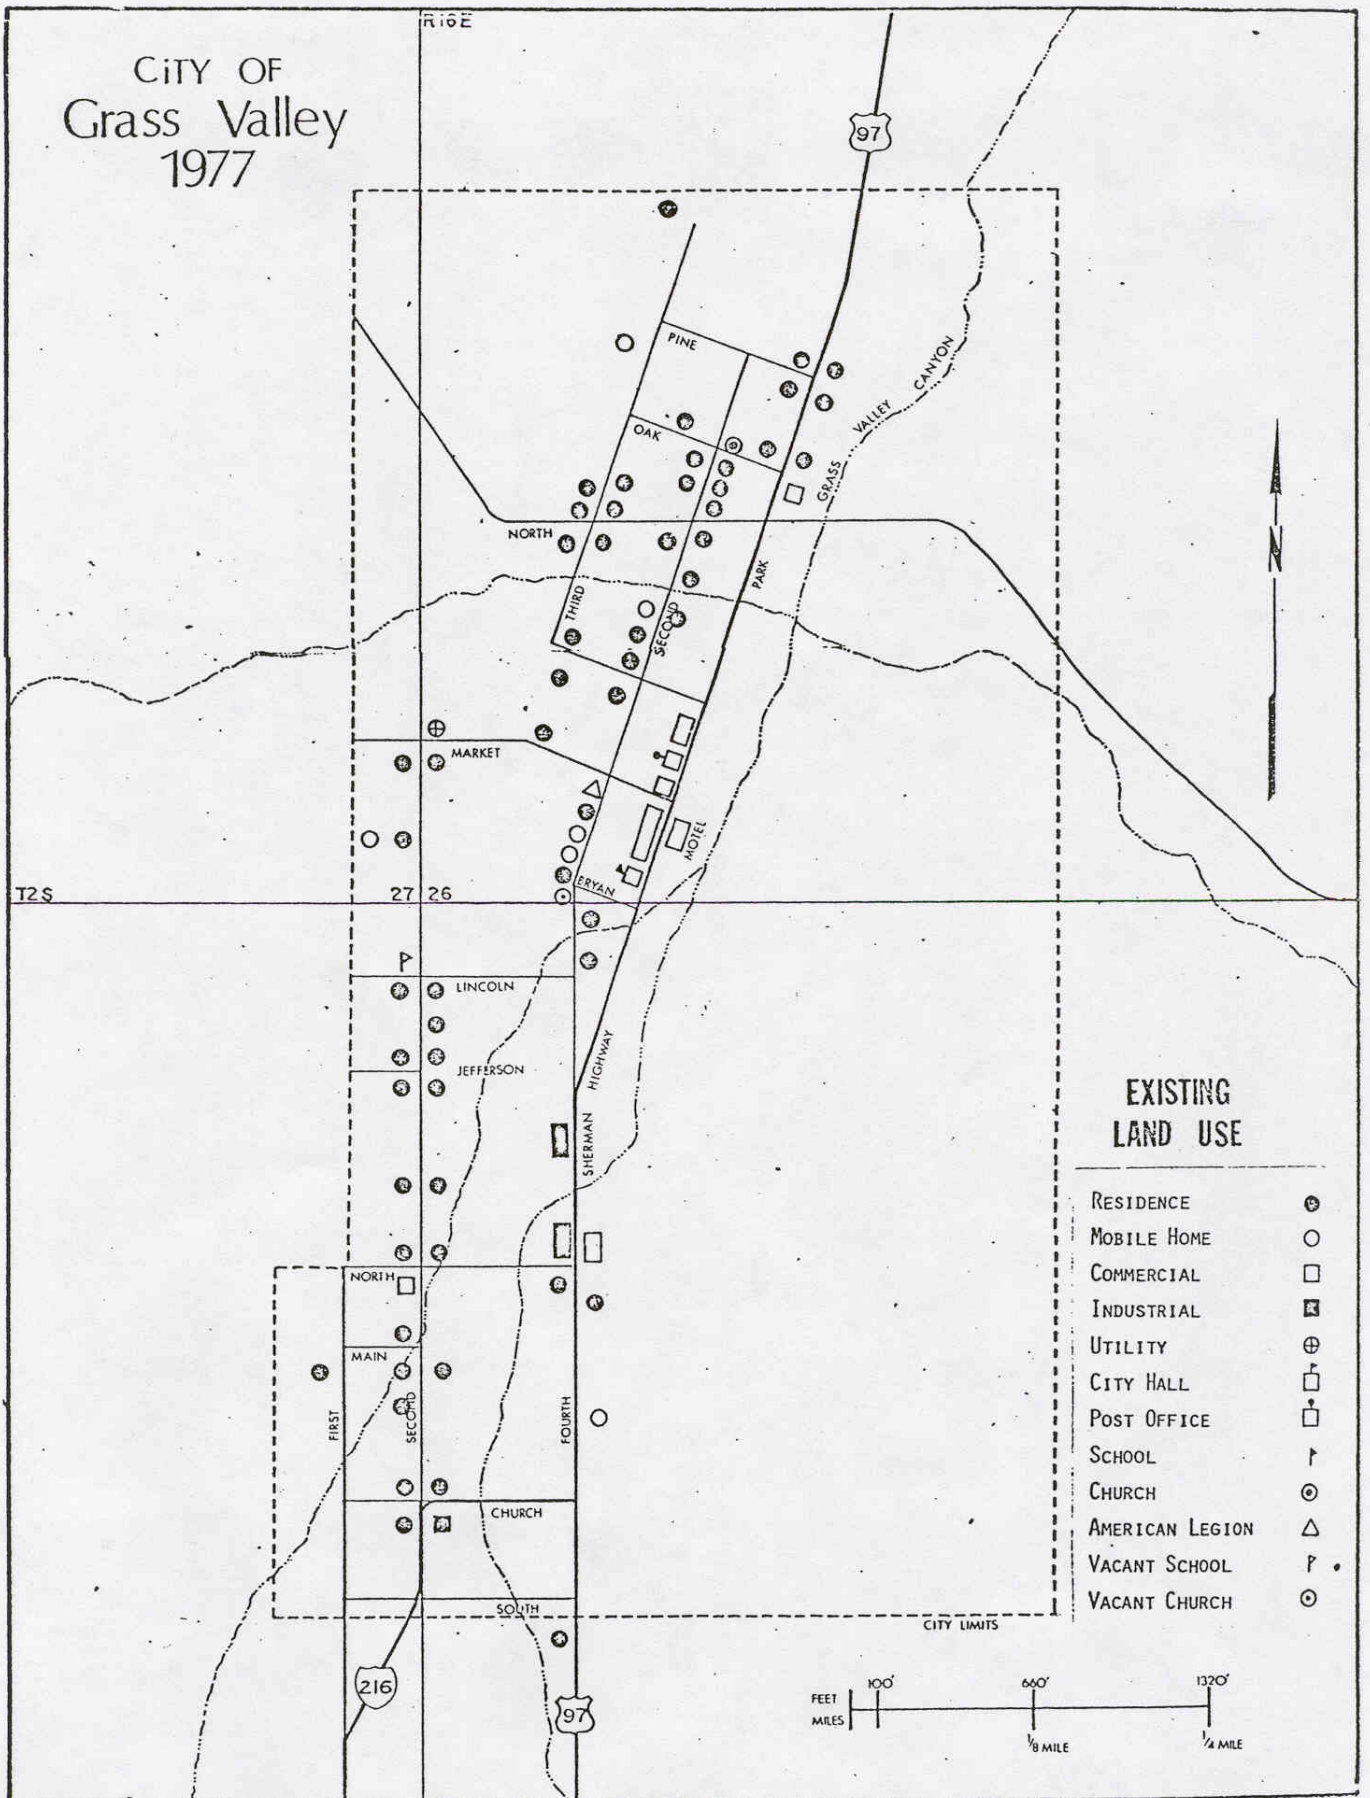 R16E
CiTY OF
Grass Valley
1977
97
PINE
OAK
GRASS VALLEY CANYON
NORTH
PARK
N
THIRD
SECOND
MARKET
MOTEL
BRYAN
T2S
27 26
LINCOLN
JEFFERSON
HIGHWAY
SHERMAN
EXISTING
LAND USE
RESIDENCE
MOBILE HOME
COMMERCIAL
INDUSTRIAL
UTILITY
CITY HALL
POST OFFICE
SCHOOL
CHURCH
AMERICAN LEGION
VACANT SCHOOL
VACANT CHURCH
NORTH
MAIN
FIRST
SECOND
FOURTH
CHURCH
SOUTH
CITY LIMITS
216
97
FEET 100' 660' 1320'
MILES
1/8 MILE 1/4 MILE